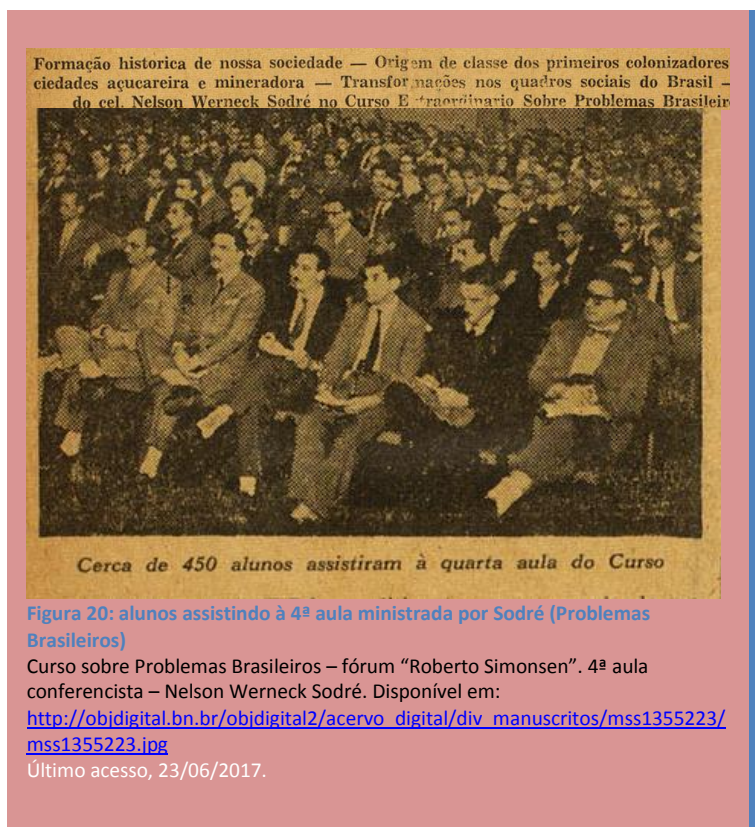 Formação historica de nossa sociedade — Origem de classe dos primeiros colonizadores
ciedades açucareira e mineradora — Transformações nos quadros sociais do Brasil —
do cel. Nelson Werneck Sodré no Curso E traordinario Sobre Problemas Brasileir
Cerca de 450 alunos assistiram à quarta aula do Curso
Figura 20: alunos assistindo à 4ª aula ministrada por Sodré (Problemas
Brasileiros)
Curso sobre Problemas Brasileiros – fórum “Roberto Simonsen”. 4ª aula
conferencista – Nelson Werneck Sodré. Disponível em:
http://objdigital.bn.br/objdigital2/acervo_digital/div_manuscritos/mss1355223/
mss1355223.jpg
Último acesso, 23/06/2017.